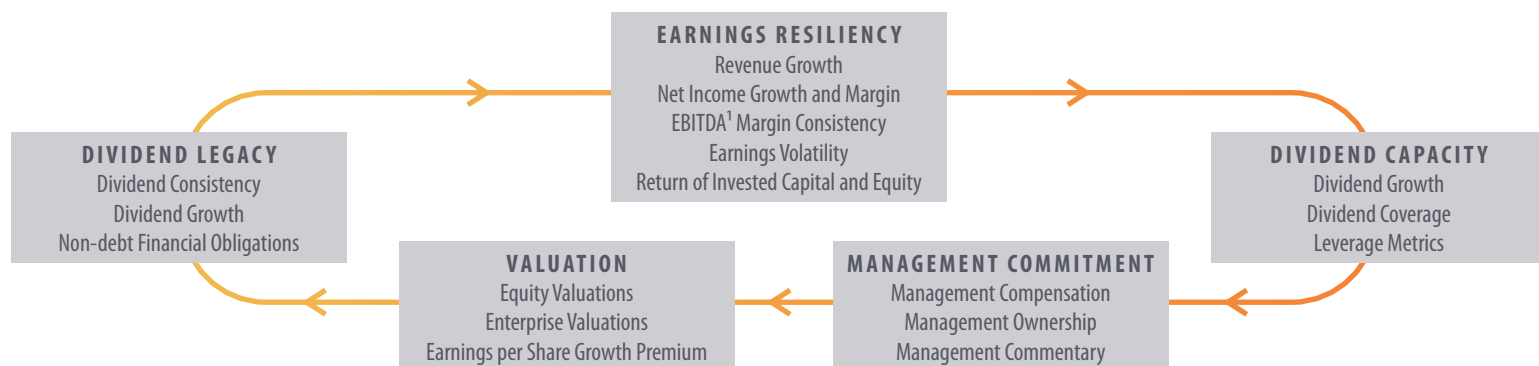 EARNINGS RESILIENCY
Revenue Growth
Net Income Growth and Margin
EBITDA¹ Margin Consistency
Earnings Volatility
Return of Invested Capital and Equity
DIVIDEND LEGACY
Dividend Consistency
Dividend Growth
Non-debt Financial Obligations
DIVIDEND CAPACITY
Dividend Growth
Dividend Coverage
Leverage Metrics
VALUATION
Equity Valuations
Enterprise Valuations
Earnings per Share Growth Premium
MANAGEMENT COMMITMENT
Management Compensation
Management Ownership
Management Commentary